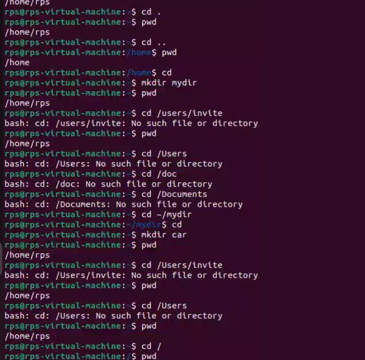 /home/rps
rps@rps-virtual-machine:~$ cd .
rps@rps-virtual-machine:~$ pwd
/home/rps
rps@rps-virtual-machine:~$ cd ..
rps@rps-virtual-machine:/home$ pwd
/home
rps@rps-virtual-machine:/home$ cd
rps@rps-virtual-machine:~$ mkdir mydir
rps@rps-virtual-machine:~$ pwd
/home/rps
rps@rps-virtual-machine:~$ cd /users/invite
bash: cd: /users/invite: No such file or directory
rps@rps-virtual-machine:~$ pwd
/home/rps
rps@rps-virtual-machine:~$ cd /Users
bash: cd: /Users: No such file or directory
rps@rps-virtual-machine:~$ cd /doc
bash: cd: /doc: No such file or directory
rps@rps-virtual-machine:~$ cd /Documents
bash: cd: /Documents: No such file or directory
rps@rps-virtual-machine:~$ cd ~/mydir
rps@rps-virtual-machine:~/mydir$ cd
rps@rps-virtual-machine:~$ mkdir car
rps@rps-virtual-machine:~$ pwd
/home/rps
rps@rps-virtual-machine:~$ cd /Users/invite
bash: cd: /Users/invite: No such file or directory
rps@rps-virtual-machine:~$ pwd
/home/rps
rps@rps-virtual-machine:~$ cd /Users
bash: cd: /Users: No such file or directory
rps@rps-virtual-machine:~$ pwd
/home/rps
rps@rps-virtual-machine:~$ cd /
rps@rps-virtual-machine:/$ pwd